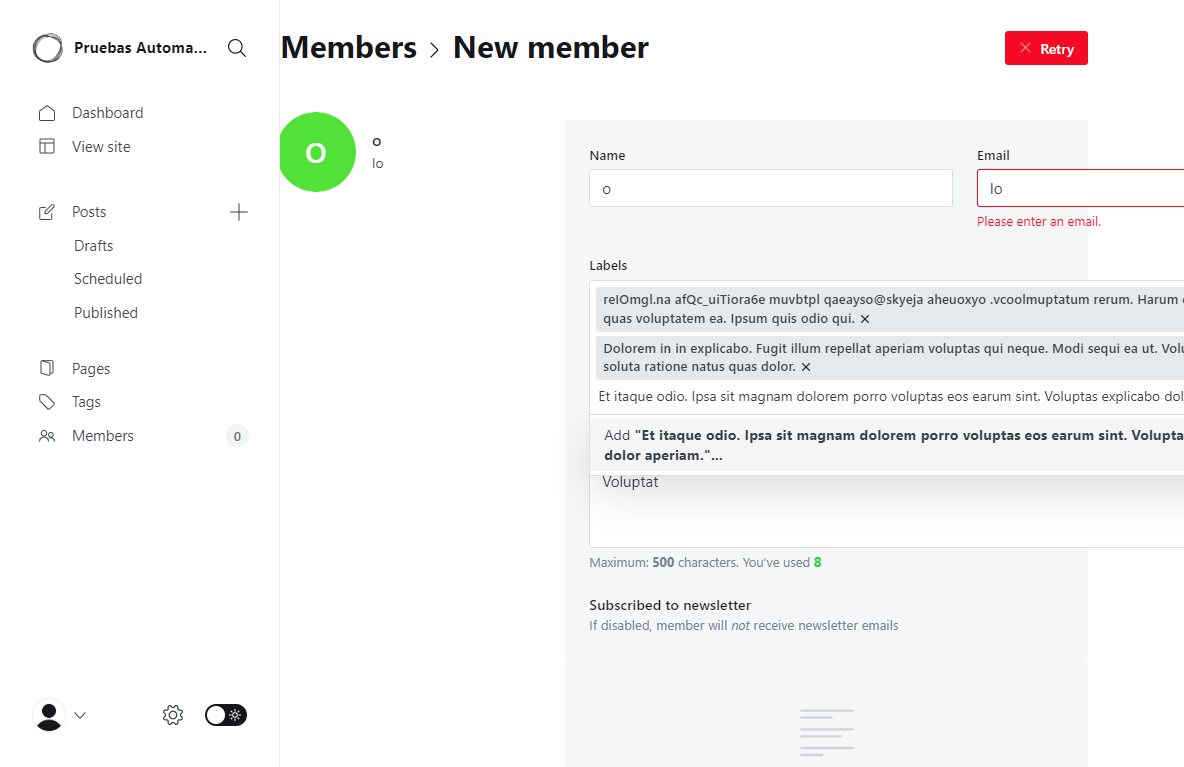 Pruebas Automa...
Dashboard
View site
Posts
Drafts
Scheduled
Published
Pages
Tags
Members
0
Members > New member
Retry
O
o
lo
Name
Email
o
lo
Please enter an email.
Labels
reIOmgl.na afQc_uiTiora6e muvbtpl qaeayso@skyeja aheuoxyo .vcoolmuptatum rerum. Harum
quas voluptatem ea. Ipsum quis odio qui. ×
Dolorem in in explicabo. Fugit illum repellat aperiam voluptas qui neque. Modi sequi ea ut. Volu
soluta ratione natus quas dolor. ×
Et itaque odio. Ipsa sit magnam dolorem porro voluptas eos earum sint. Voluptas explicabo dol
Add "Et itaque odio. Ipsa sit magnam dolorem porro voluptas eos earum sint. Volupta
dolor aperiam."...
Voluptat
Maximum: 500 characters. You've used 8
Subscribed to newsletter
If disabled, member will not receive newsletter emails